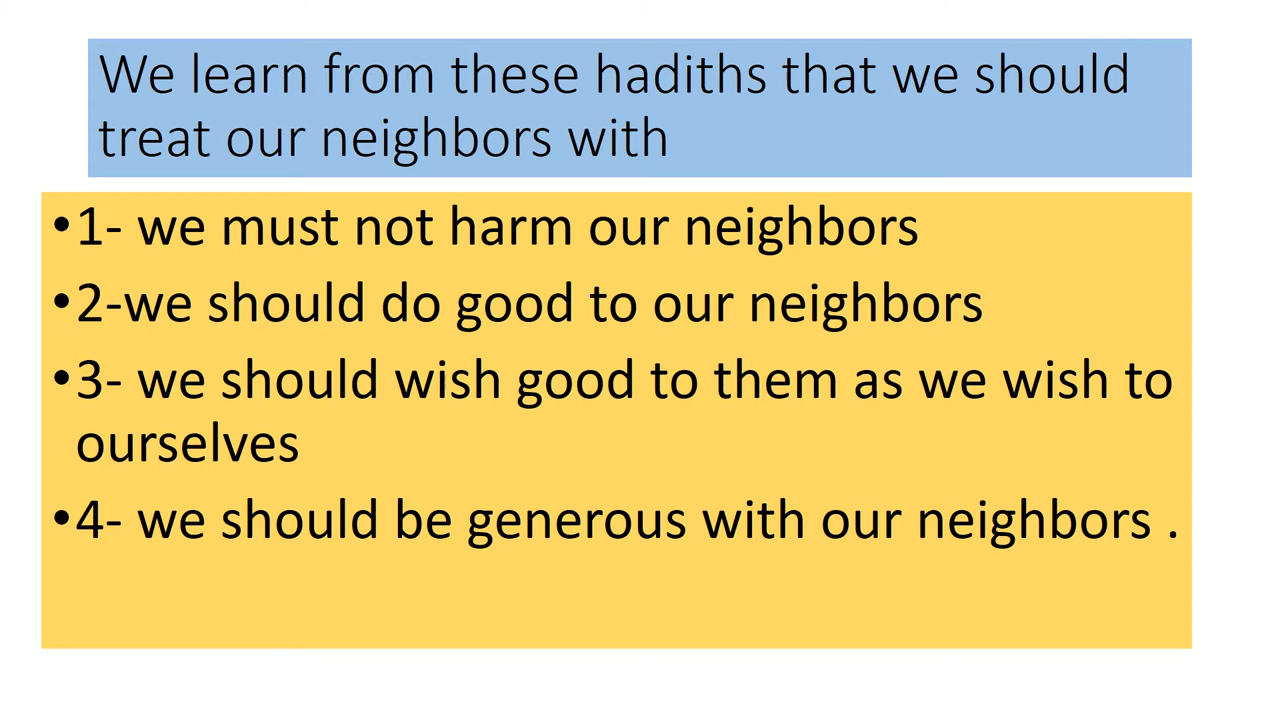 We learn from these hadiths that we should
treat our neighbors with
•1- we must not harm our neighbors
•2-we should do good to our neighbors
•3- we should wish good to them as we wish to
ourselves
•4- we should be generous with our neighbors .